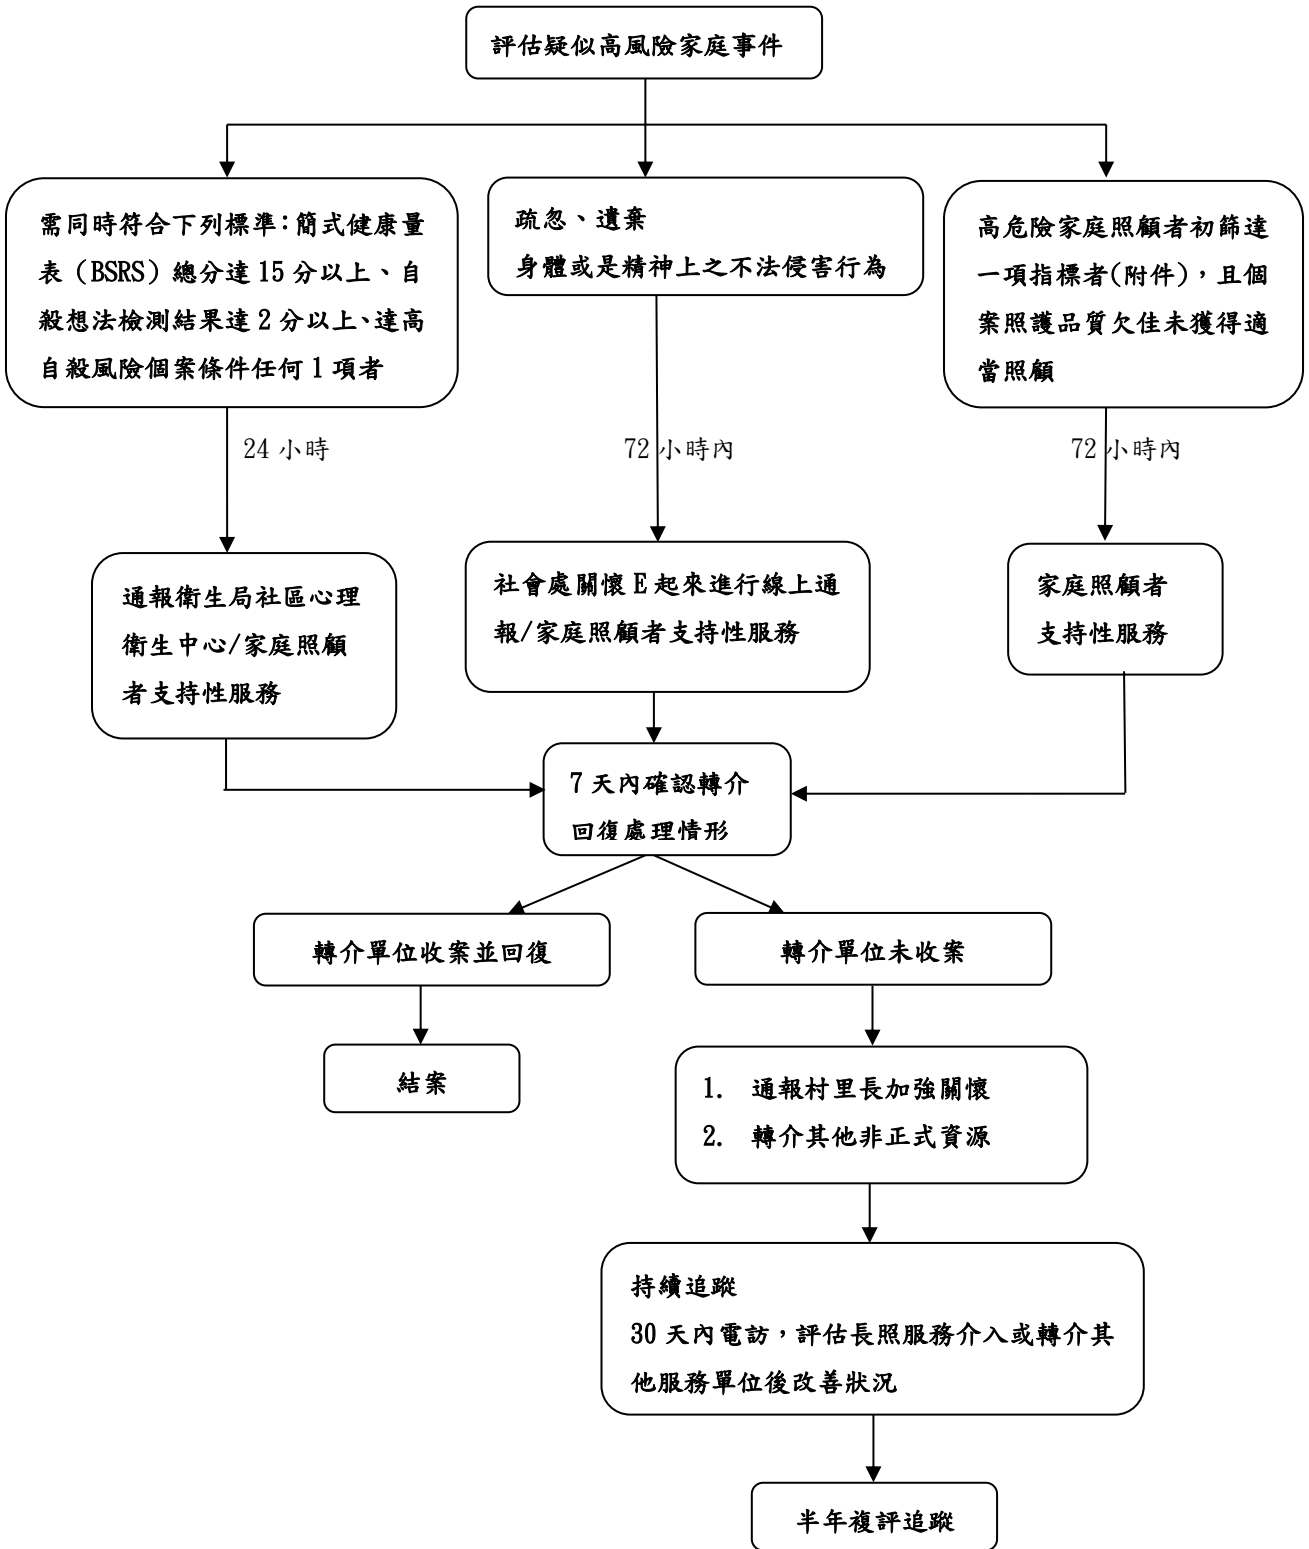 評估疑似高風險家庭事件
需同時符合下列標準：簡式健康量
表（BSRS）總分達 15 分以上、自
殺想法檢測結果達 2 分以上、達高
自殺風險個案條件任何 1 項者
疏忽、遺棄
身體或是精神上之不法侵害行為
高危險家庭照顧者初篩達
一項指標者(附件)，且個
案照護品質欠佳未獲得適
當照顧
24 小時
72 小時內
72 小時內
通報衛生局社區心理
衛生中心/家庭照顧
者支持性服務
社會處關懷 E 起來進行線上通
報/家庭照顧者支持性服務
家庭照顧者
支持性服務
7 天內確認轉介
回復處理情形
轉介單位收案並回復
轉介單位未收案
結案
1. 通報村里長加強關懷
2. 轉介其他非正式資源
持續追蹤
30 天內電訪，評估長照服務介入或轉介其
他服務單位後改善狀況
半年複評追蹤